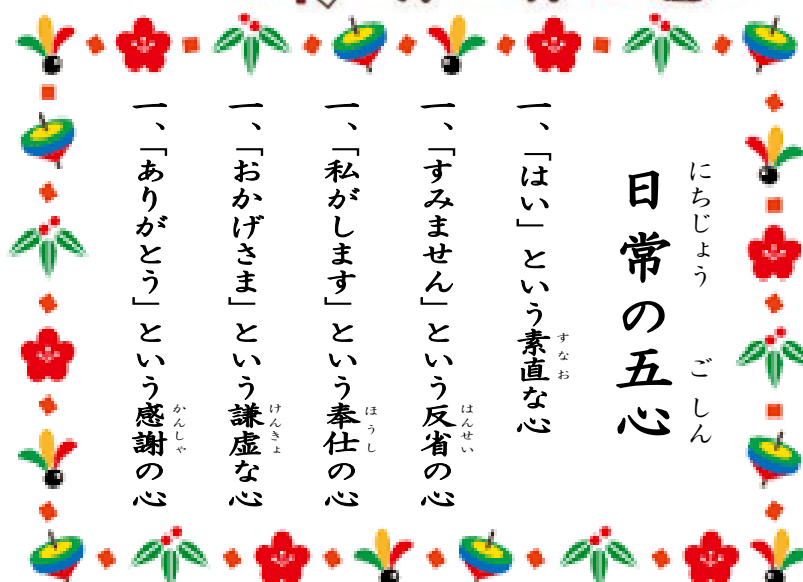 日常の五心
にちじょう ごしん
一、「はい」という素直な心
すなお
一、「すみません」という反省の心
はんせい
一、「私がします」という奉仕の心
ほうし
一、「おかげさま」という謙虚な心
けんきょ
一、「ありがとう」という感謝の心
かんしゃ